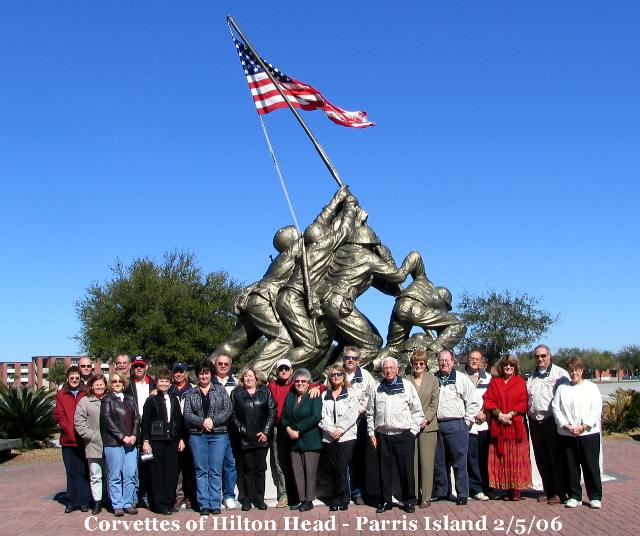 Corvettes of Hilton Head - Parris Island 2/5/06